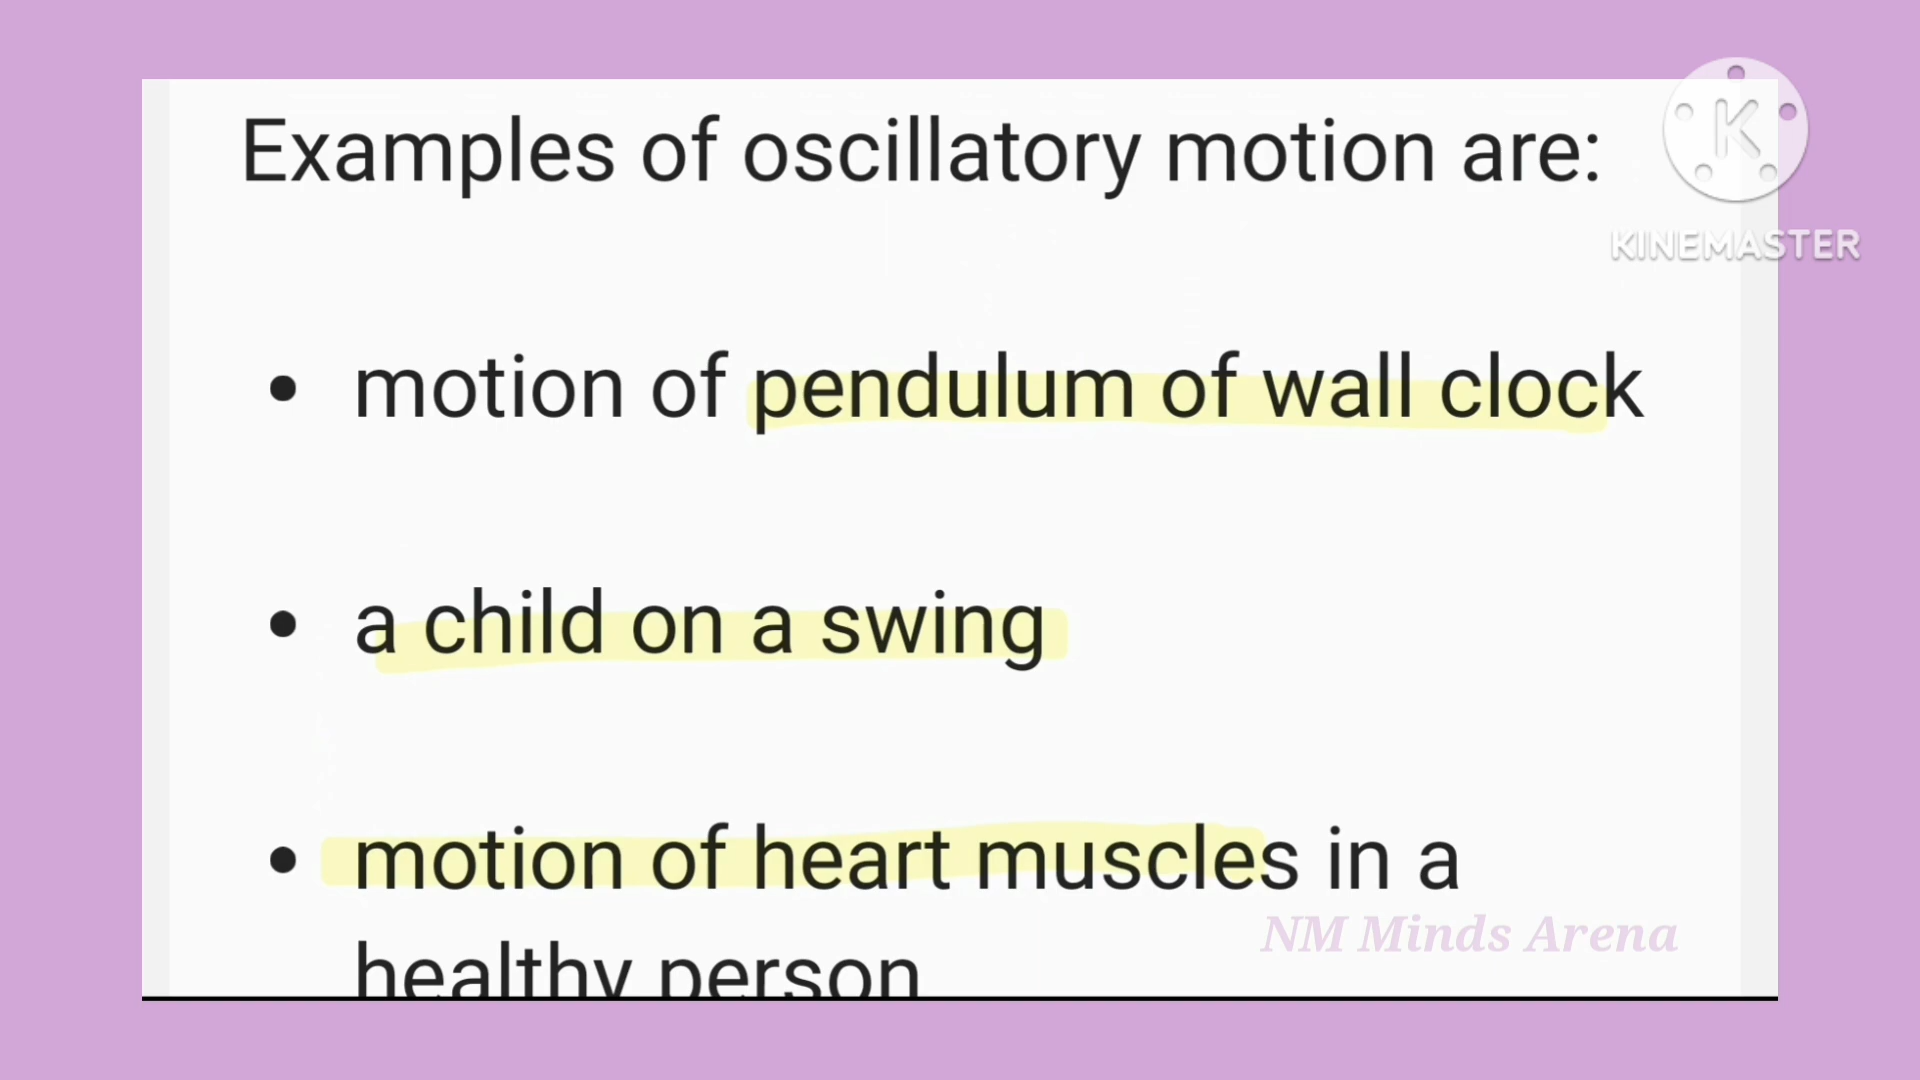 Examples of oscillatory motion are:
K
KINEMASTER
• motion of pendulum of wall clock
• a child on a swing
• motion of heart muscles in a
NM Minds Arena
healthy person